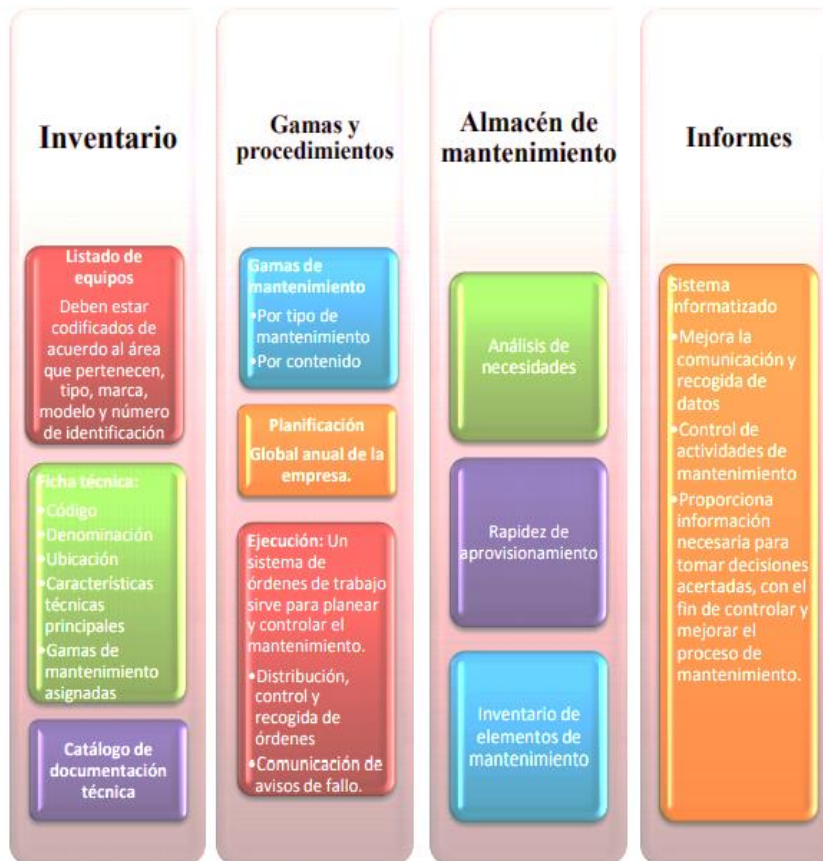 Inventario
Listado de
equipos
Deben estar
codificados de
acuerdo al área
que pertenecen,
tipo, marca,
modelo y número
de identificación
Ficha técnica:
•Código
•Denominación
•Ubicación
•Características
técnicas
principales
•Gamas de
mantenimiento
asignadas
Catálogo de
documentación
técnica
Gamas y
procedimientos
Gamas de
mantenimiento
•Por tipo de
mantenimiento
•Por contenido
Planificación
Global anual de la
empresa.
Ejecución: Un
sistema de
órdenes de trabajo
sirve para planear
y controlar el
mantenimiento.
•Distribución,
control y
recogida de
órdenes
•Comunicación de
avisos de fallo.
Almacén de
mantenimiento
Análisis de
necesidades
Rapidez de
aprovisionamiento
Inventario de
elementos de
mantenimiento
Informes
Sistema
informatizado
•Mejora la
comunicación y
recogida de
datos
•Control de
actividades de
mantenimiento
•Proporciona
información
necesaria para
tomar decisiones
acertadas, con el
fin de controlar y
mejorar el
proceso de
mantenimiento.